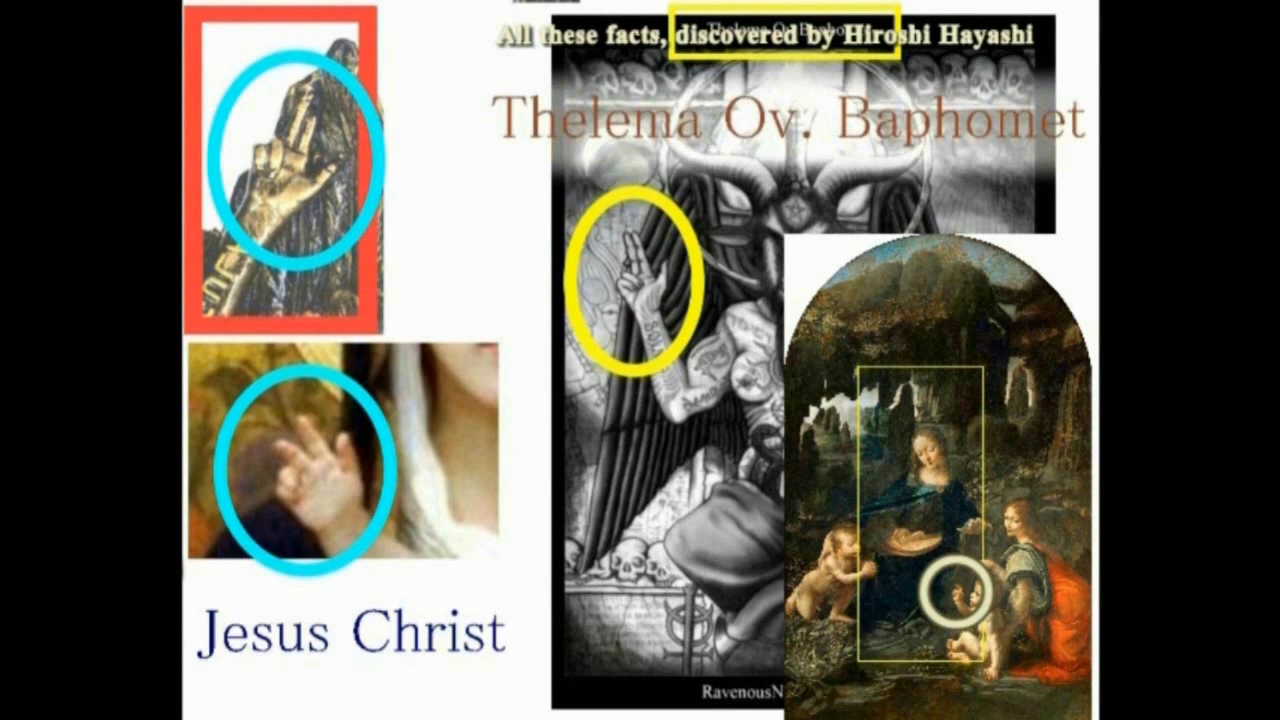 All these facts, discovered by Hiroshi Hayashi
Thelema Ov. Baphomet
Jesus Christ
RavenousN